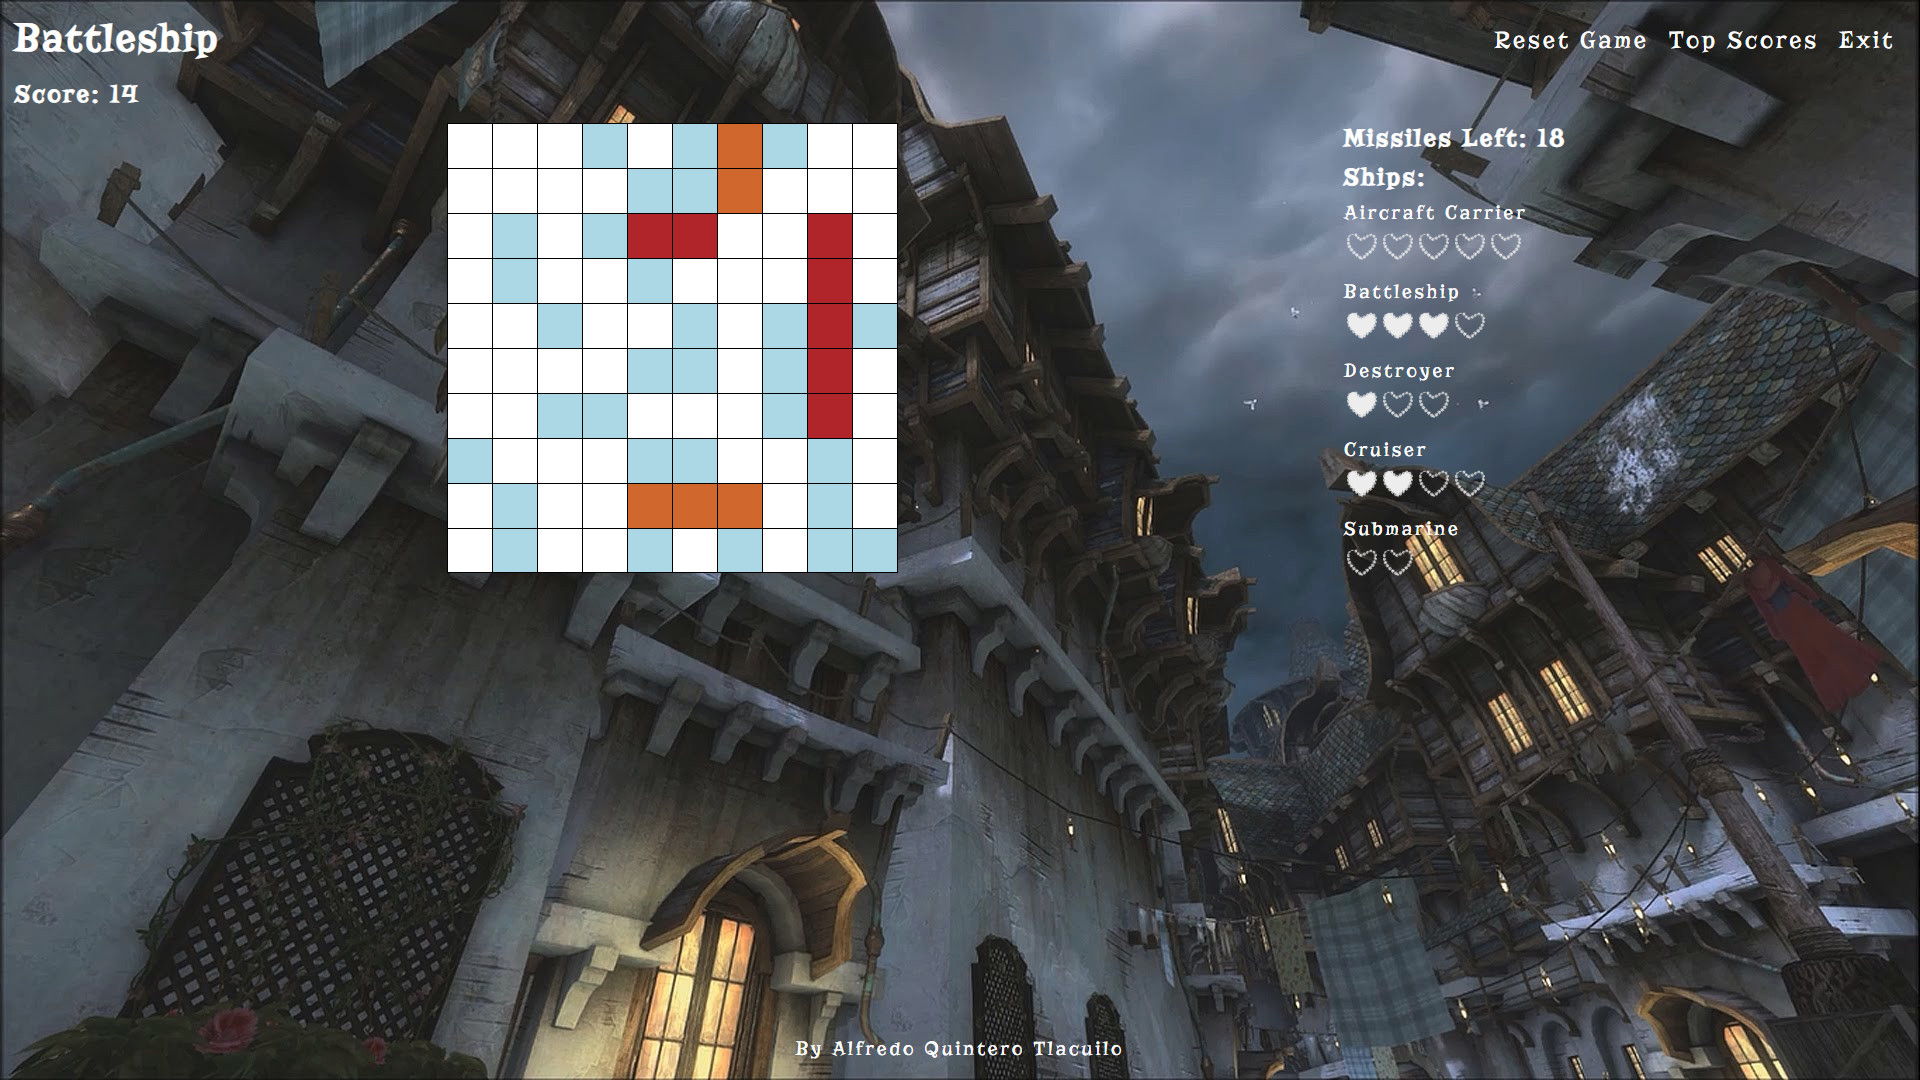 Battleship
Reset Game Top Scores Exit
Score: 14
Missiles Left: 18
Ships:
Aircraft Carrier
Battleship
Destroyer
Cruiser
Submarine
By Alfredo Quintero Tlacuilo